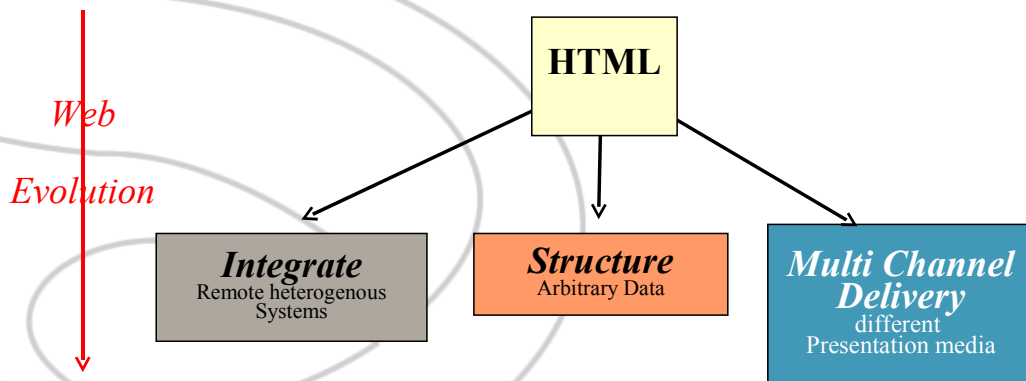 HTML
Web
Evolution
Integrate
Remote heterogenous
Systems
Structure
Arbitrary Data
Multi Channel
Delivery
different
Presentation media